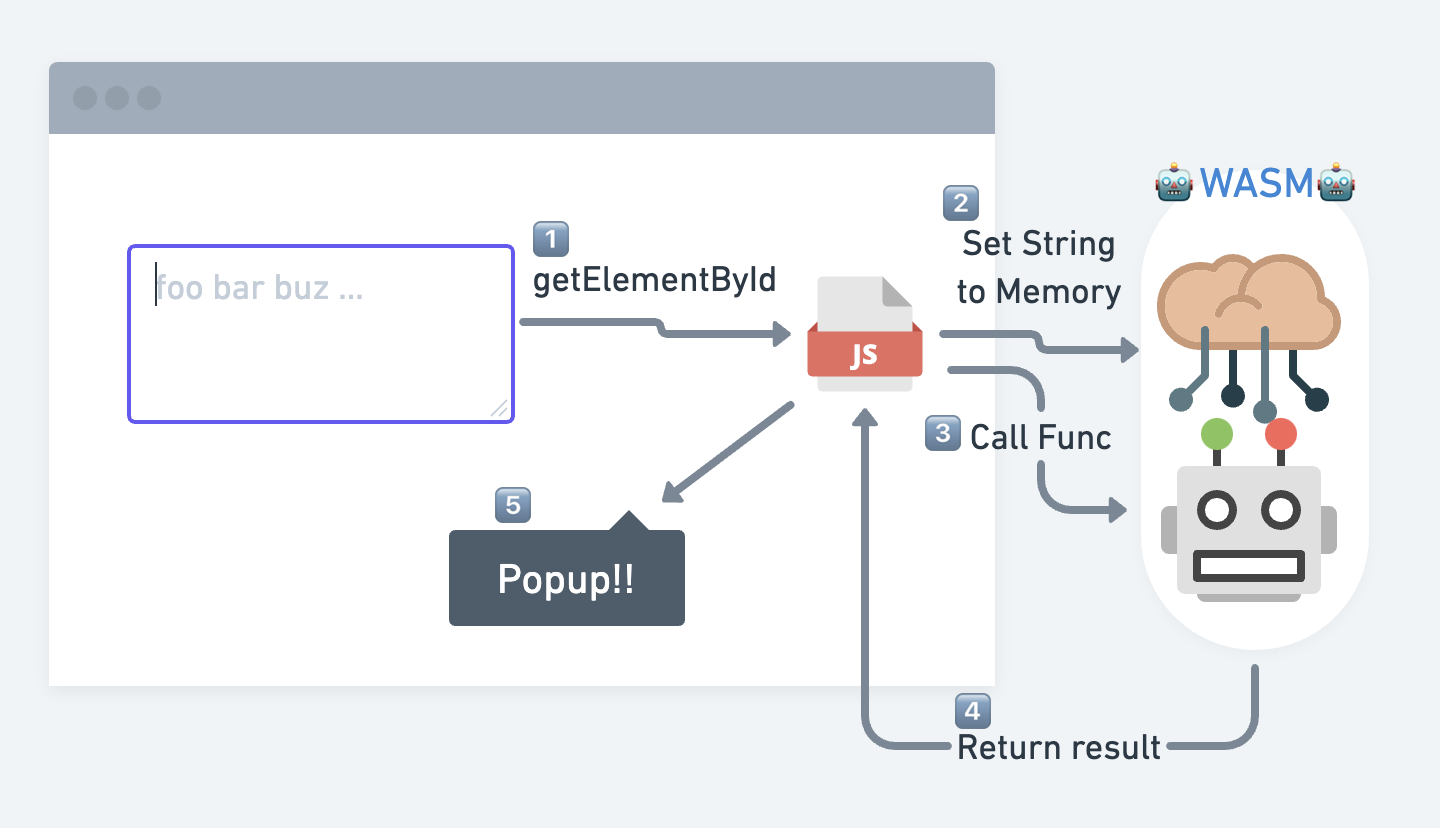 🤖WASM🤖
2
Set String
to Memory
1
getElementById
foo bar buz ...
JS
3 Call Func
5
Popup!!
4
Return result